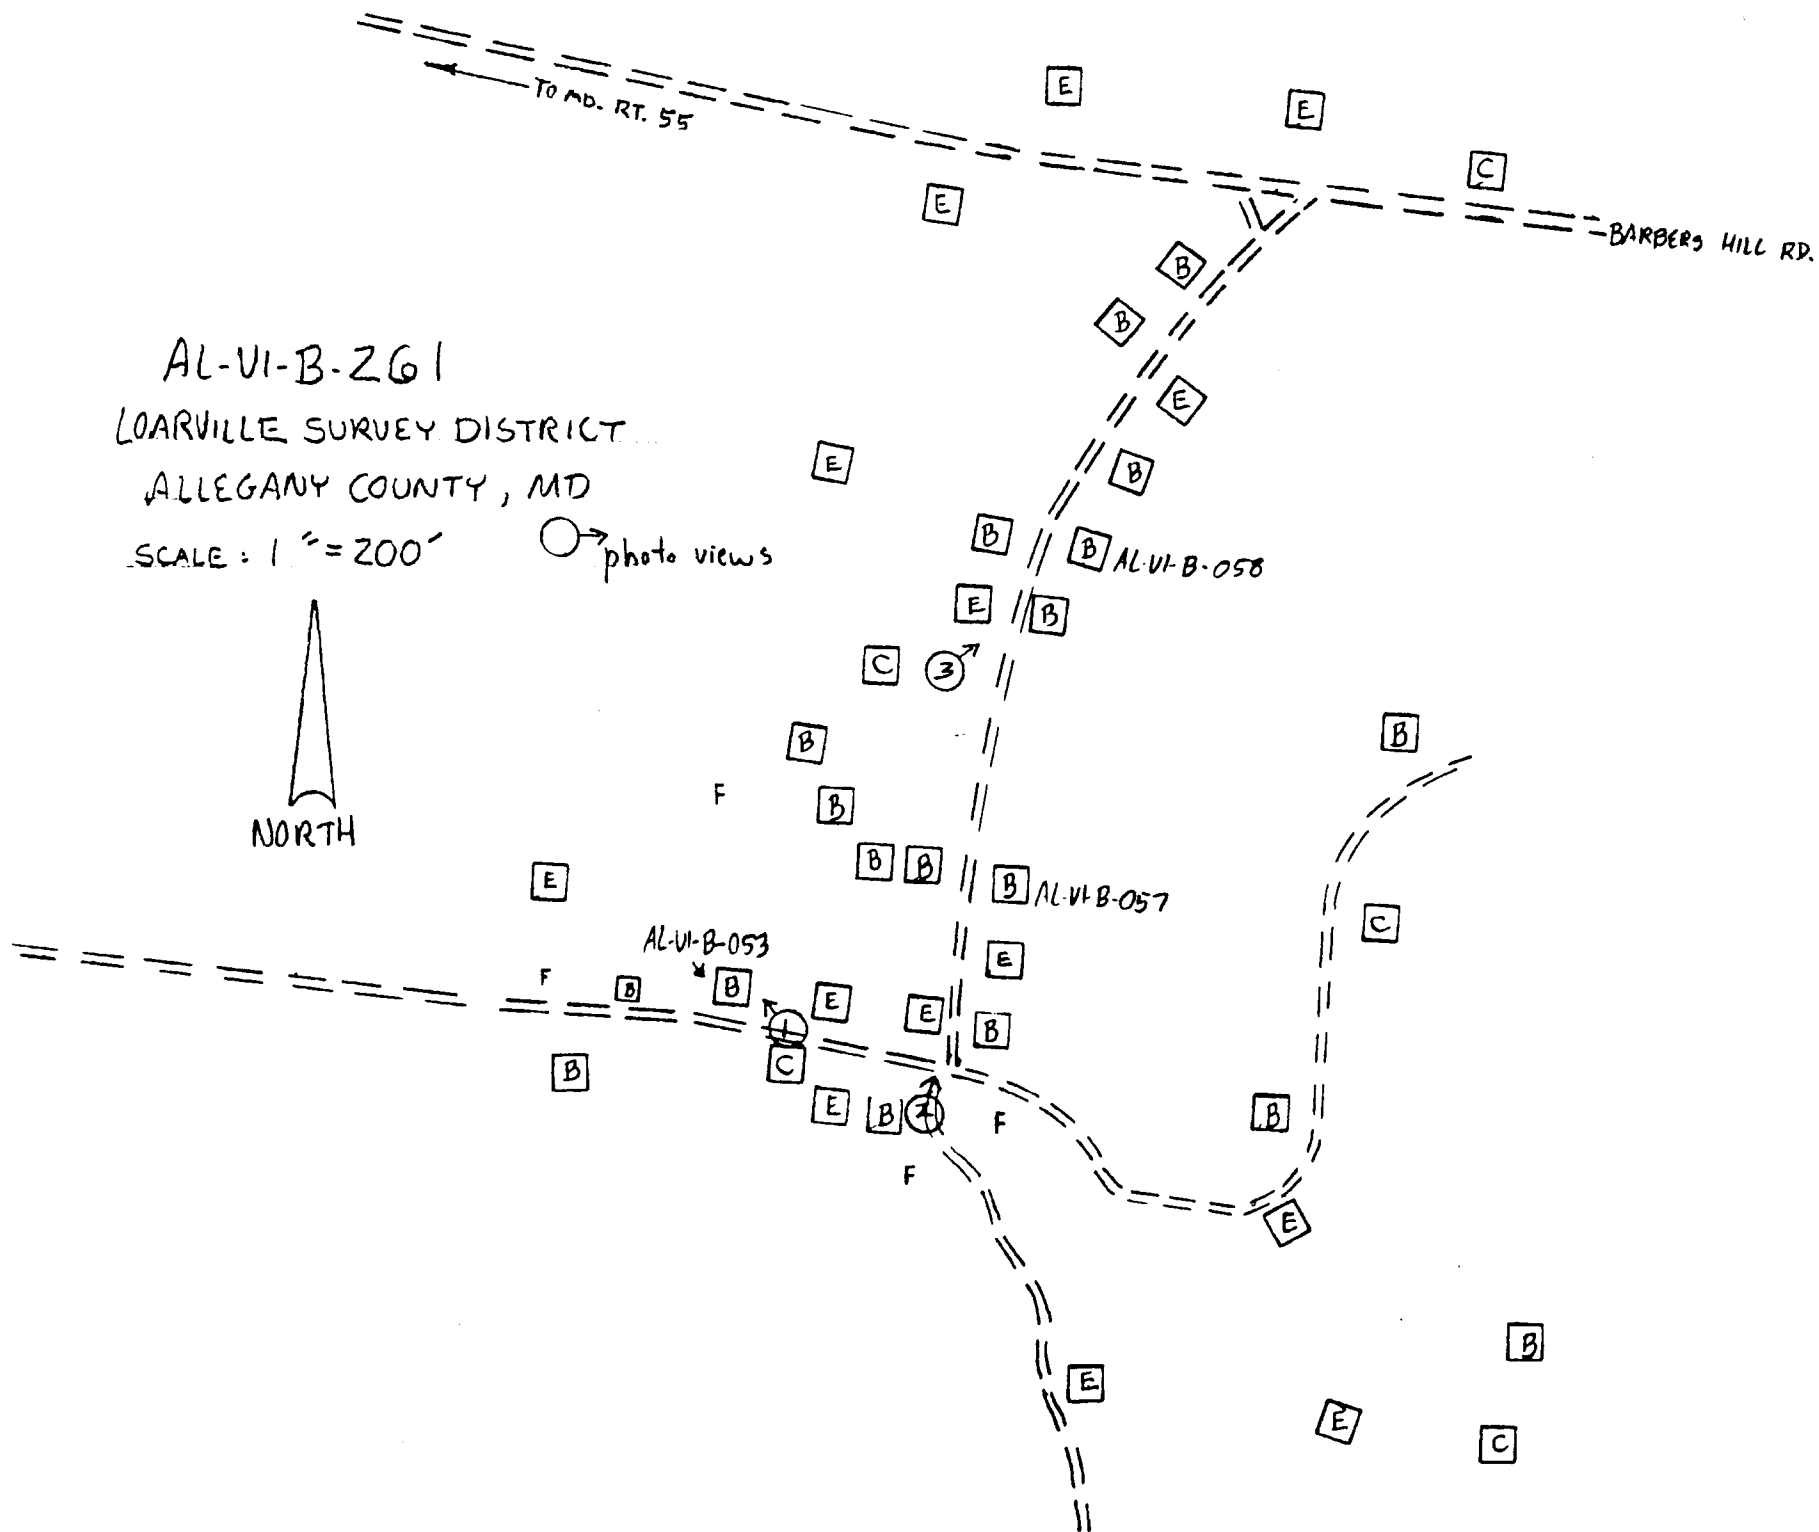 TO MD. RT. 55
E
E
C
E
BARBERS HILL RD.
B
B
AL-VI-B-261
LOARVILLE SURVEY DISTRICT
ALLEGANY COUNTY, MD
SCALE: 1"=200'
photo views
NORTH
E
E
B
B
B AL-VI-B-058
E
B
C
3
B
B
F
B
B
B
B AL-VI-B-057
C
E
AL-VI-B-053
E
F
B
B
E
E
B
1
C
B
E
B
2
F
B
F
E
B
E
E
C